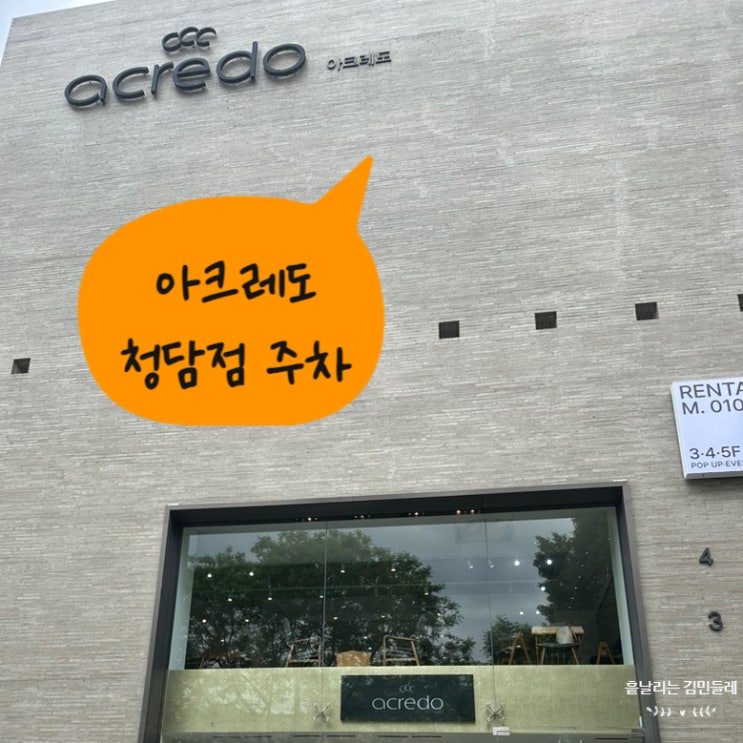 acredo 아크레도
아크레도
청담점 주차
RENTA
M. 010
3·4·5F
POP UP·EVE
4
3
acredo
흩날리는 김민들레